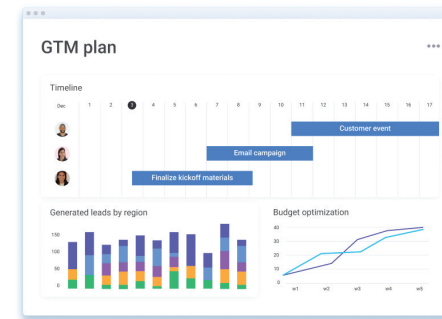 GTM plan
Timeline
Dec 1 2 3 4 5 6 7 8 9 10 11 12 13 14 15 16 17
Customer event
Email campaign
Finalize kickoff materials
Generated leads by region
150
100
50
0
Budget optimization
40
30
20
10
0
w1 w2 w3 w4 w5